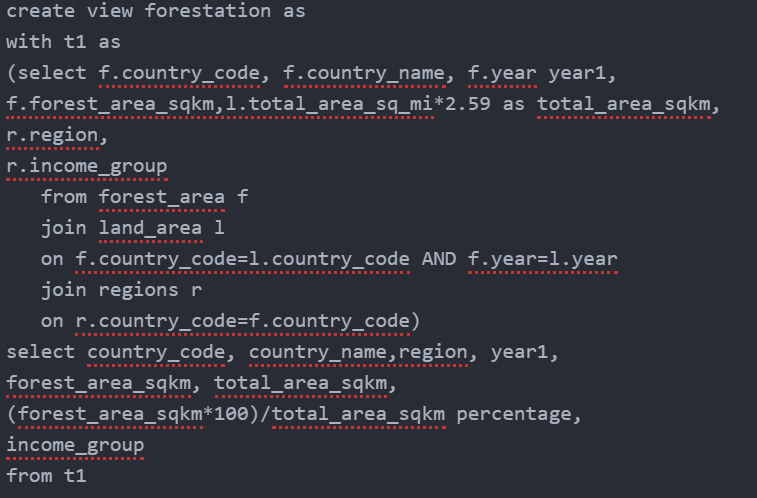 create view forestation as
with t1 as
(select f.country_code, f.country_name, f.year year1,
f.forest_area_sqkm,l.total_area_sq_mi*2.59 as total_area_sqkm,
r.region,
r.income_group
from forest_area f
join land_area l
on f.country_code=l.country_code AND f.year=l.year
join regions r
on r.country_code=f.country_code)
select country_code, country_name,region, year1,
forest_area_sqkm, total_area_sqkm,
(forest_area_sqkm*100)/total_area_sqkm percentage,
income_group
from t1